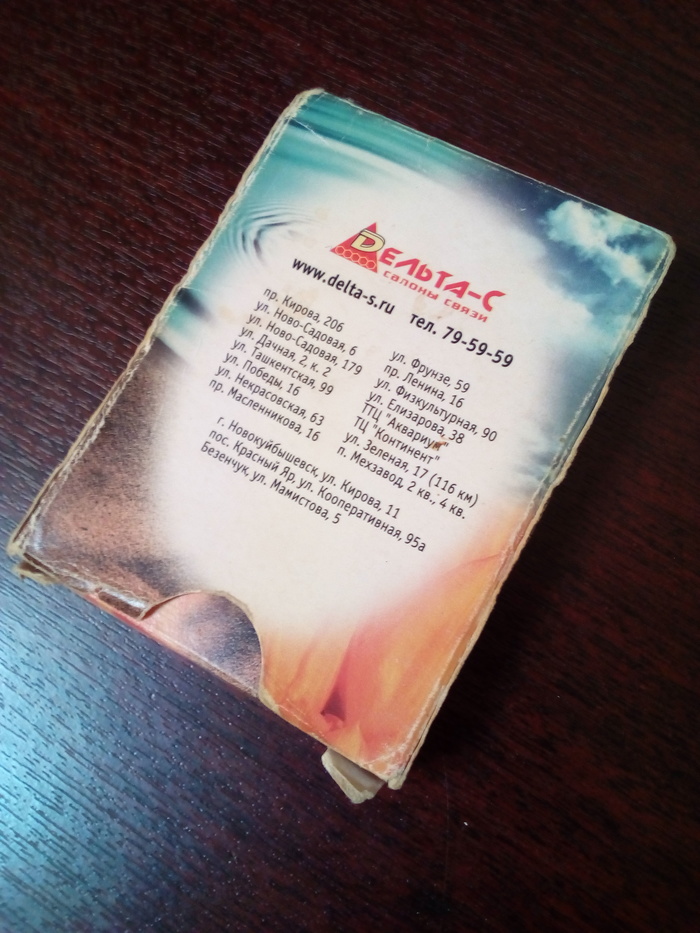 ДЕЛЬТА-С
салоны связи
www.delta-s.ru тел. 79-59-59
пр. Кирова, 206
ул. Ново-Садовая, 6
ул. Ново-Садовая, 179
ул. Дачная, 2, к. 2
ул. Ташкентская, 99
ул. Победы, 16
ул. Некрасовская, 63
пр. Масленникова, 16
ул. Фрунзе, 59
пр. Ленина, 16
ул. Физкультурная, 90
ул. Елизарова, 38
ТТЦ "Аквариум"
ТЦ "Континент"
ул. Зеленая, 17 (116 км)
п. Мехзавод, 2 кв., 4 кв.
г. Новокуйбышевск, ул. Кирова, 11
пос. Красный Яр, ул. Кооперативная, 95а
Безенчук, ул. Мамистова, 5